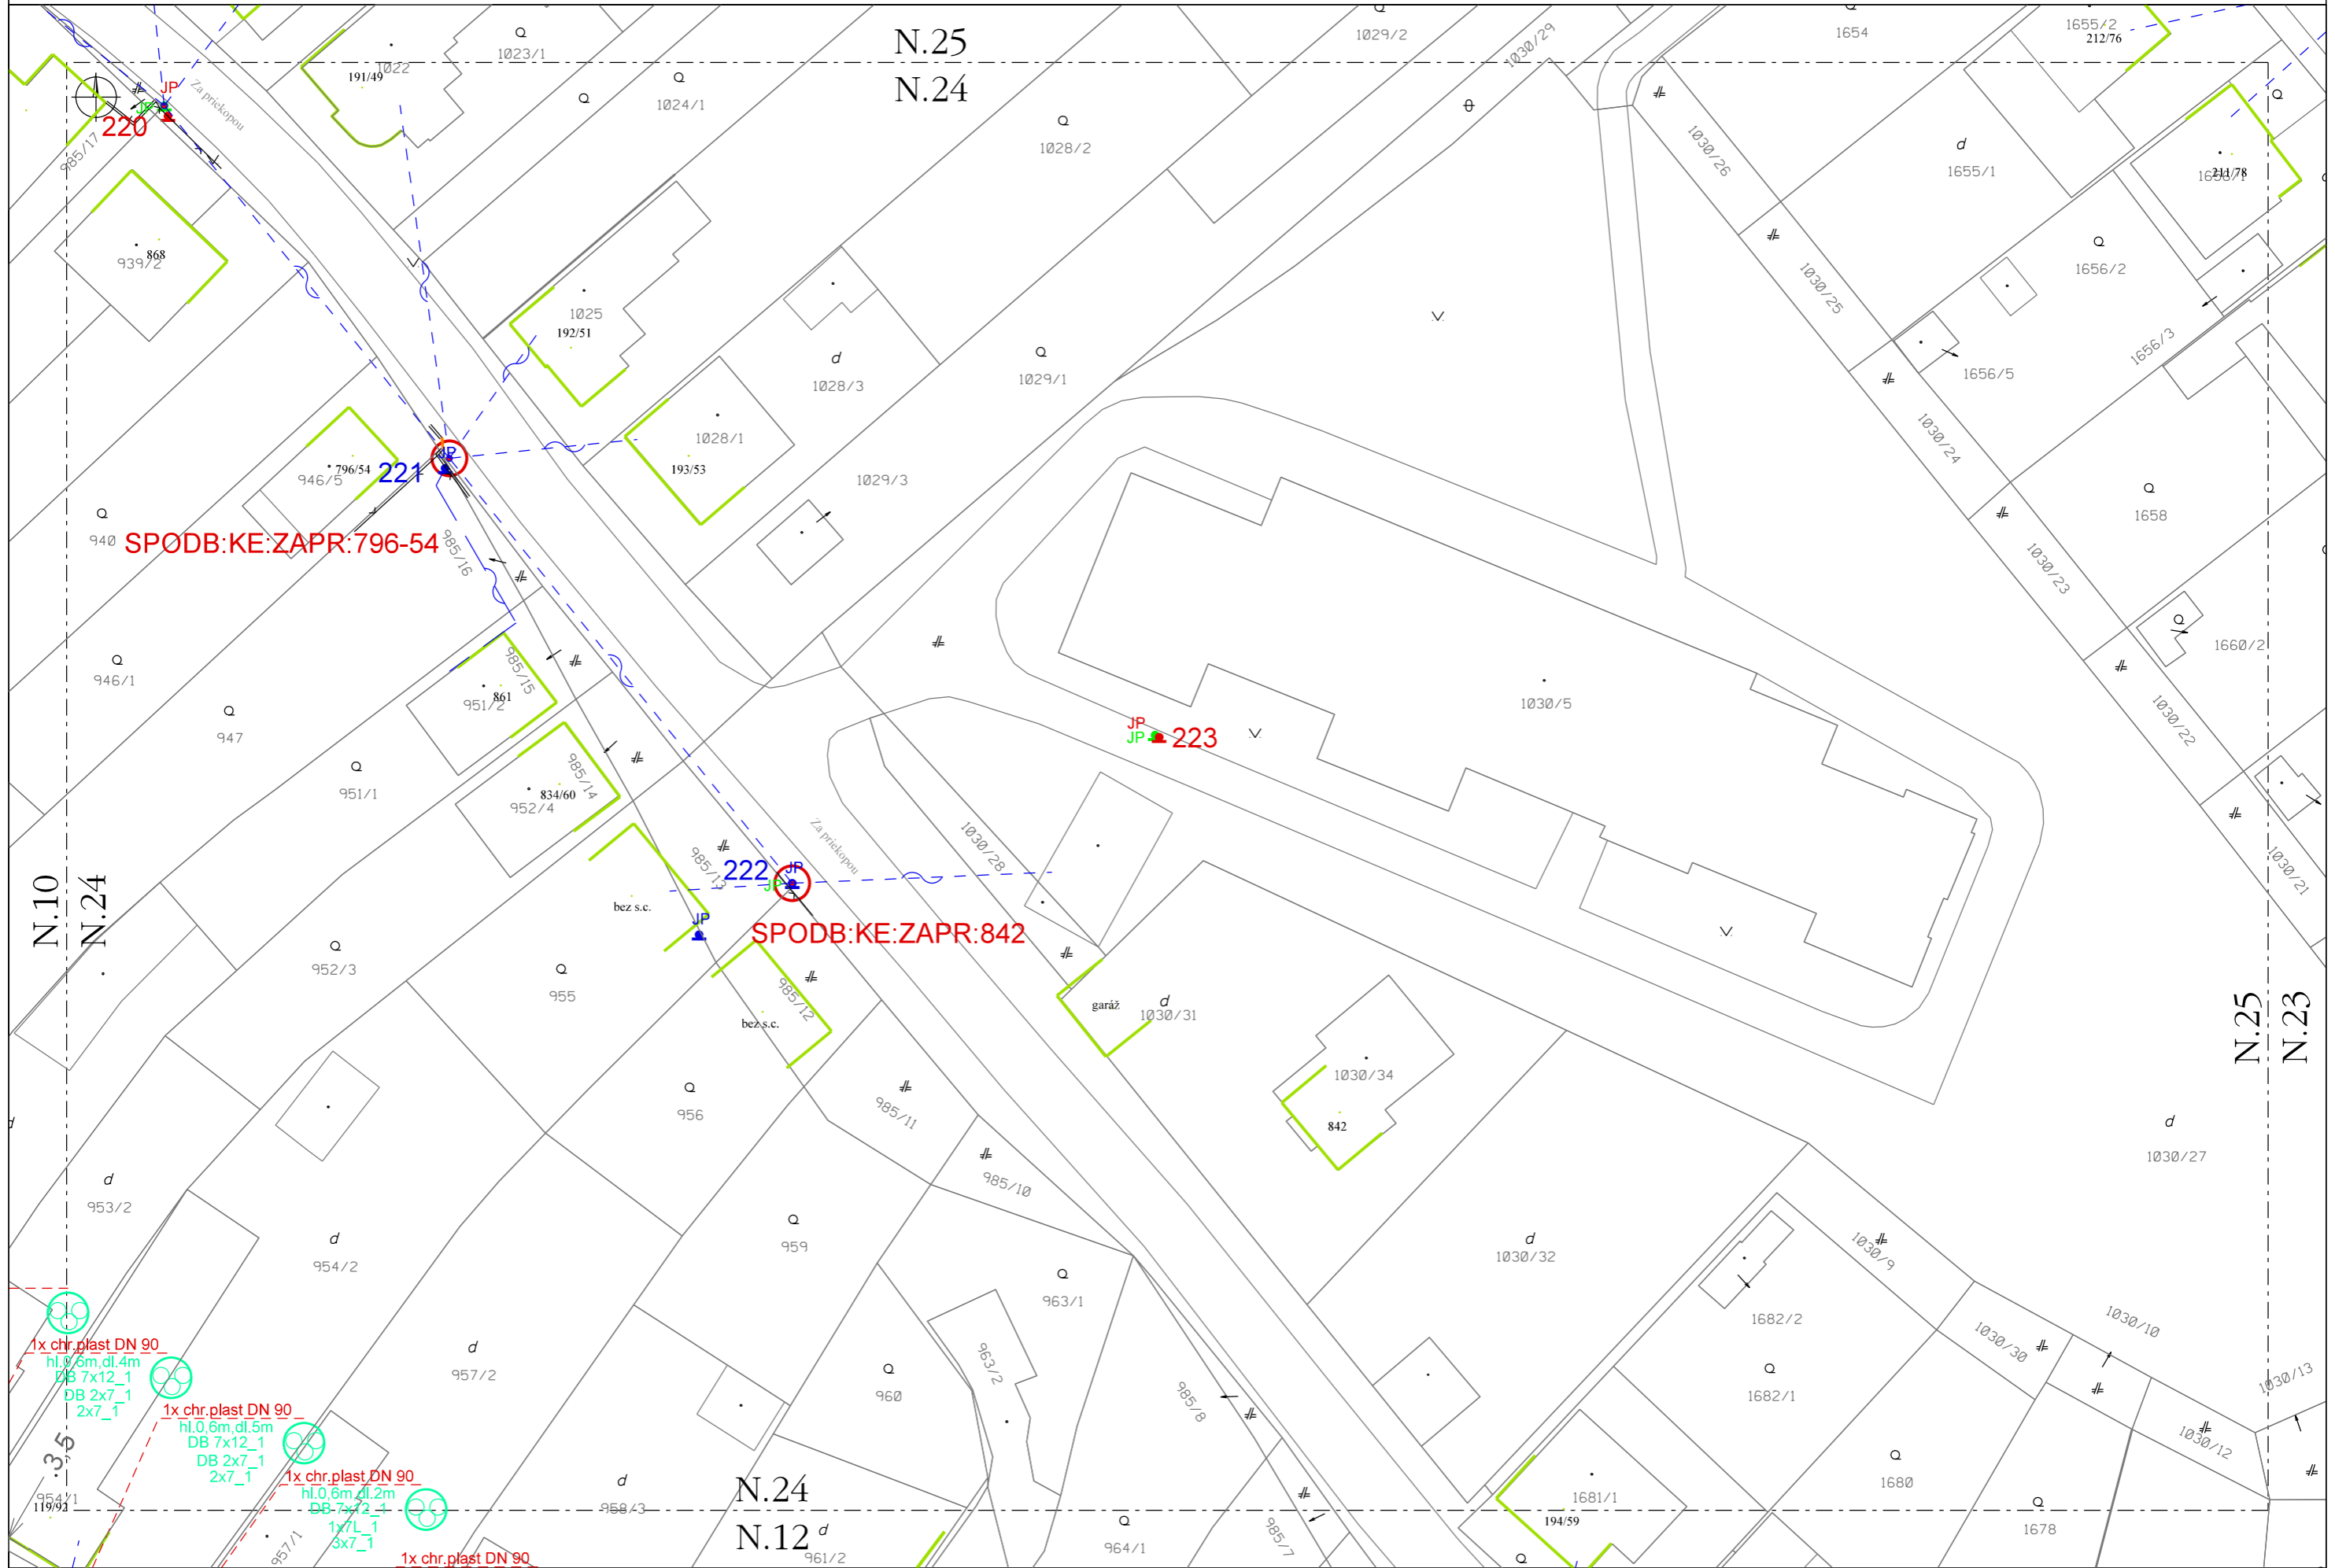 N.25
N.24
1022
191/49
1023/1
Q
Q
Q
1024/1
Q
1029/2
1030/29
1654
1655/2
212/76
JP
JP
220
Za priekopou
985/17
Q
1028/2
1030/26
d
1655/1
Q
211/78
868
939/2
1025
192/51
Q
1656/2
1030/25
1656/3
1656/5
d
1028/3
Q
1029/1
1028/1
193/53
1029/3
796/54
946/5
JP
221
Q
940
SPODB:KE:ZAPR:796-54
985/16
1030/24
Q
1658
1030/23
Q
1660/2
Q
946/1
Q
947
985/15
861
951/2
1030/5
1030/22
JP
JP
223
Q
951/1
985/14
834/60
952/4
Za priekopou
1030/28
985/13
222
JP
JP
1030/21
N.10
N.24
bez s.c.
JP
SPODB:KE:ZAPR:842
Q
952/3
Q
955
985/12
bez s.c.
garáž
d
1030/31
N.25
N.23
1030/34
842
Q
956
985/11
985/10
d
1030/27
d
953/2
d
954/2
Q
959
d
1030/32
1030/9
Q
963/1
1682/2
1030/10
1030/30
1x chr.plast DN 90
hl.0,6m,dl.4m
DB 7x12_1
DB 2x7_1
2x7_1
d
957/2
963/2
Q
960
985/8
Q
1682/1
1030/13
1x chr.plast DN 90
hl.0,6m,dl.5m
DB 7x12_1
DB 2x7_1
2x7_1
1030/12
3,5
1x chr.plast DN 90
hl.0,6m,dl.2m
DB 7x12_1
1x7L_1
3x7_1
954/1
119/92
d
958/3
N.24
N.12
Q
1680
1681/1
194/59
Q
1678
957/1
1x chr.plast DN 90
d
961/2
Q
964/1
985/7
Q